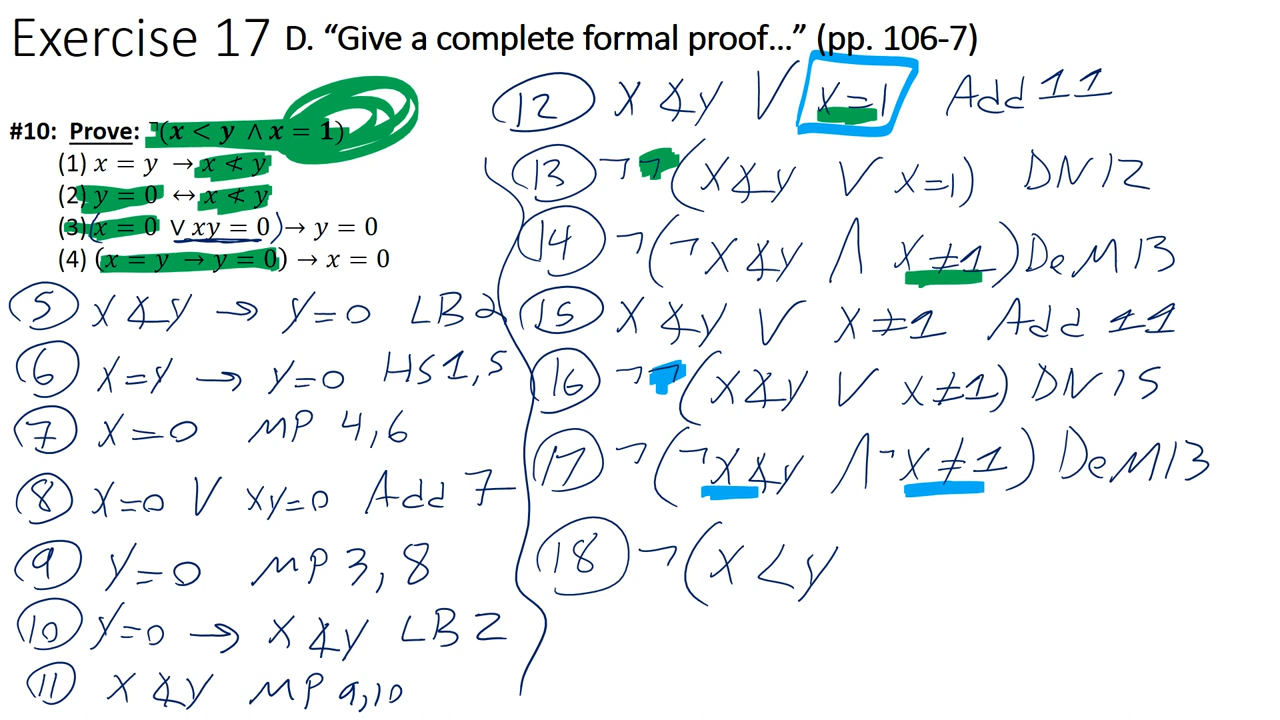 Exercise 17 D. “Give a complete formal proof…” (pp. 106-7)
#10: Prove: ¬(x < y ∧ x = 1)
(1) x = y → x ≮ y
(2) y = 0 ↔ x ≮ y
(3) (x = 0 ∨ xy = 0) → y = 0
(4) (x = y → y = 0) → x = 0
(5) x ≮ y → y = 0 LB 2
(6) x = y → y = 0 HS 1, 5
(7) x = 0 MP 4, 6
(8) x = 0 ∨ xy = 0 Add 7
(9) y = 0 MP 3, 8
(10) y = 0 → x ≮ y LB 2
(11) x ≮ y MP 9, 10
(12) x ≮ y ∨ x = 1 Add 11
(13) ¬¬(x ≮ y ∨ x = 1) DN 12
(14) ¬(¬x ≮ y ∧ x ≠ 1) DeM 13
(15) x ≮ y ∨ x ≠ 1 Add 11
(16) ¬¬(x ≮ y ∨ x ≠ 1) DN 15
(17) ¬(¬x ≮ y ∧ ¬x ≠ 1) DeM 13
(18) ¬(x < y